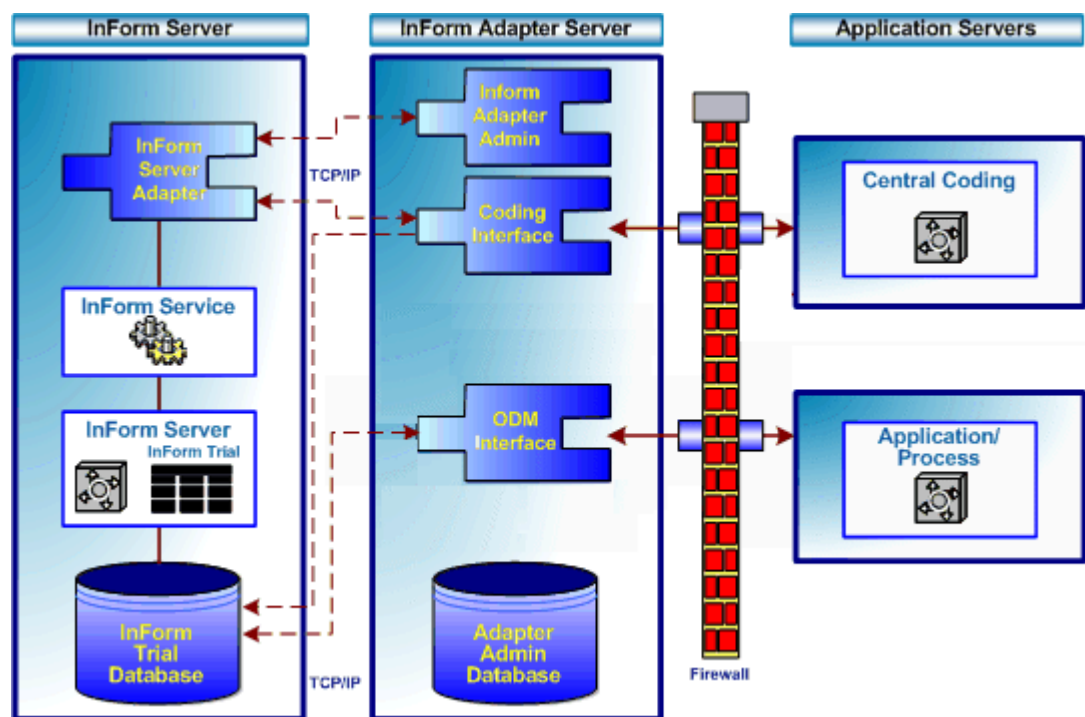 InForm Server
InForm Adapter Server
Application Servers
InForm
Server
Adapter
TCP/IP
InForm Service
InForm Server
InForm Trial
InForm
Trial
Database
TCP/IP
Inform
Adapter
Admin
Coding
Interface
ODM
Interface
Adapter
Admin
Database
Firewall
Central Coding
Application/
Process